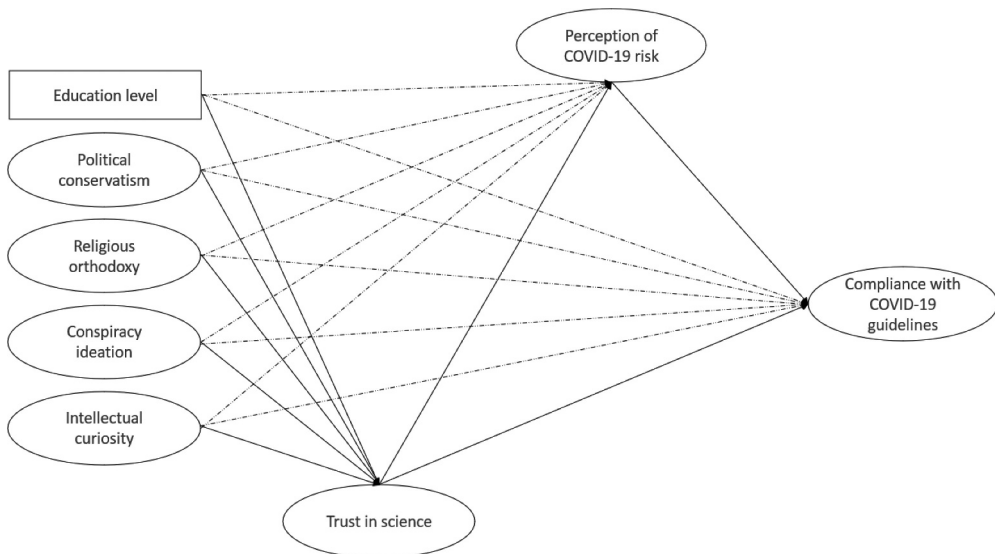 Perception of
COVID-19 risk
Education level
Political
conservatism
Religious
orthodoxy
Compliance with
COVID-19
guidelines
Conspiracy
ideation
Intellectual
curiosity
Trust in science